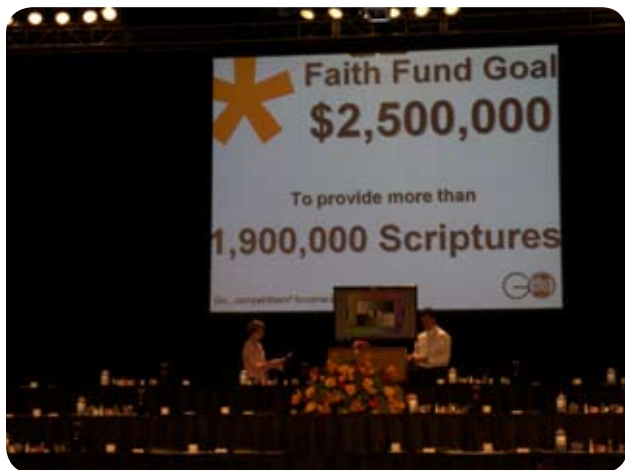 Faith Fund Goal
$2,500,000
To provide more than
1,900,000 Scriptures